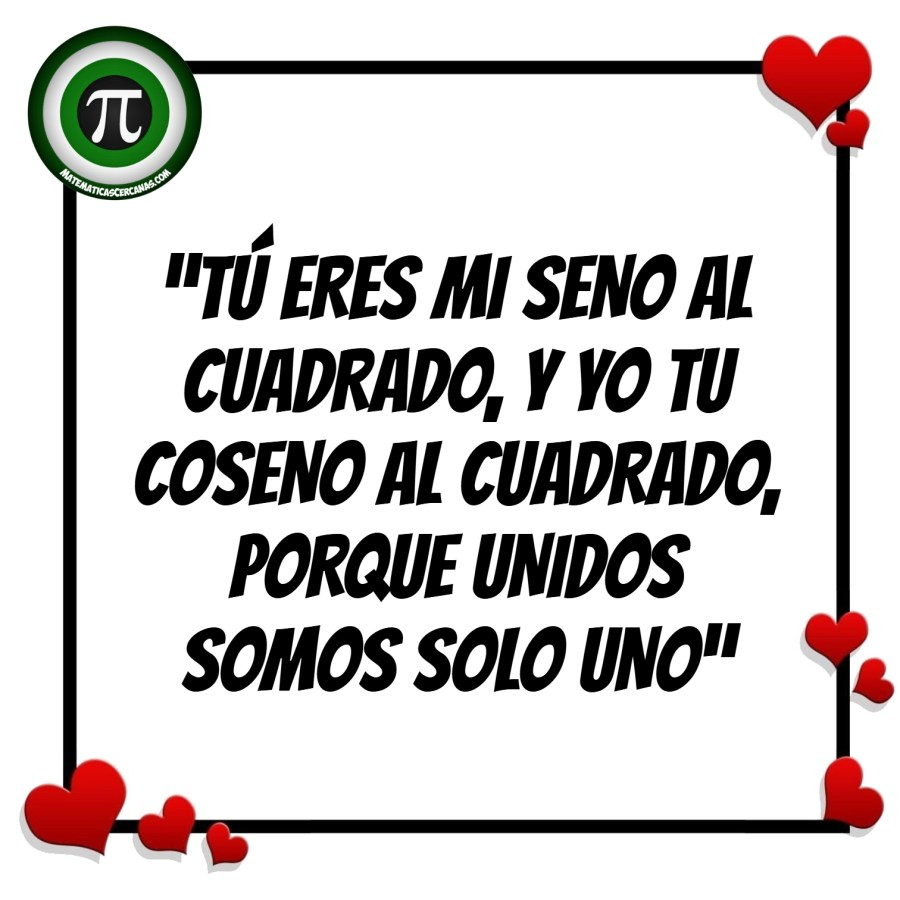 π
MATEMATICASCERCANAS.COM
"TÚ ERES MI SENO AL
CUADRADO, Y YO TU
COSENO AL CUADRADO,
PORQUE UNIDOS
SOMOS SOLO UNO"